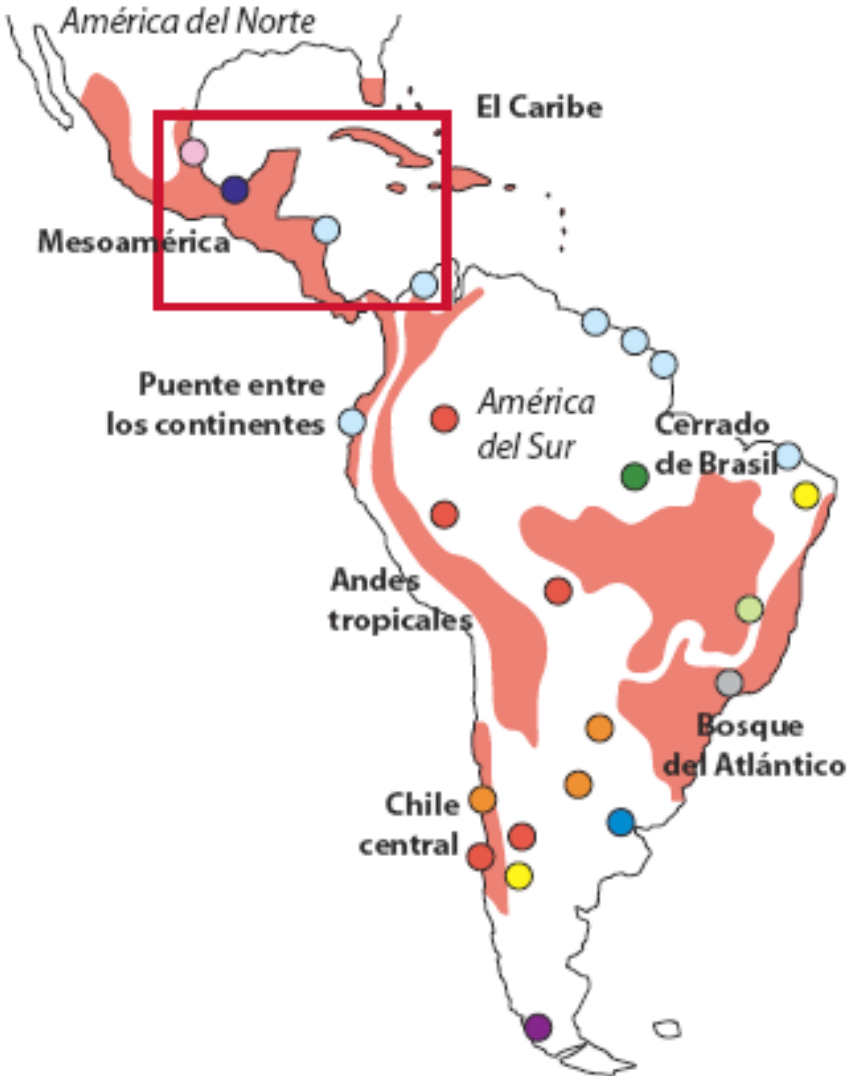 América del Norte
El Caribe
Mesoamérica
Puente entre
los continentes
América
del Sur
Cerrado
de Brasil
Andes
tropicales
Bosque
del Atlántico
Chile
central